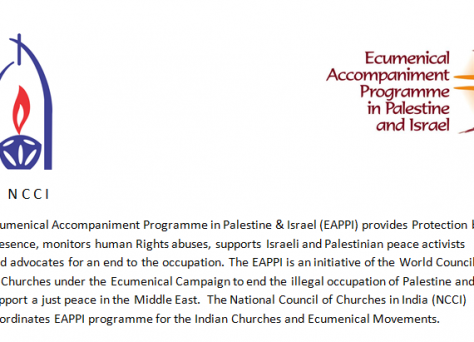 Ecumenical
Accompaniment
Programme
in Palestine
and Israel
NCCI
umenical Accompaniment Programme in Palestine & Israel (EAPPI) provides Protection b
esence, monitors human Rights abuses, supports Israeli and Palestinian peace activists
d advocates for an end to the occupation. The EAPPI is an initiative of the World Council
Churches under the Ecumenical Campaign to end the illegal occupation of Palestine and
pport a just peace in the Middle East. The National Council of Churches in India (NCCI)
ordinates EAPPI programme for the Indian Churches and Ecumenical Movements.